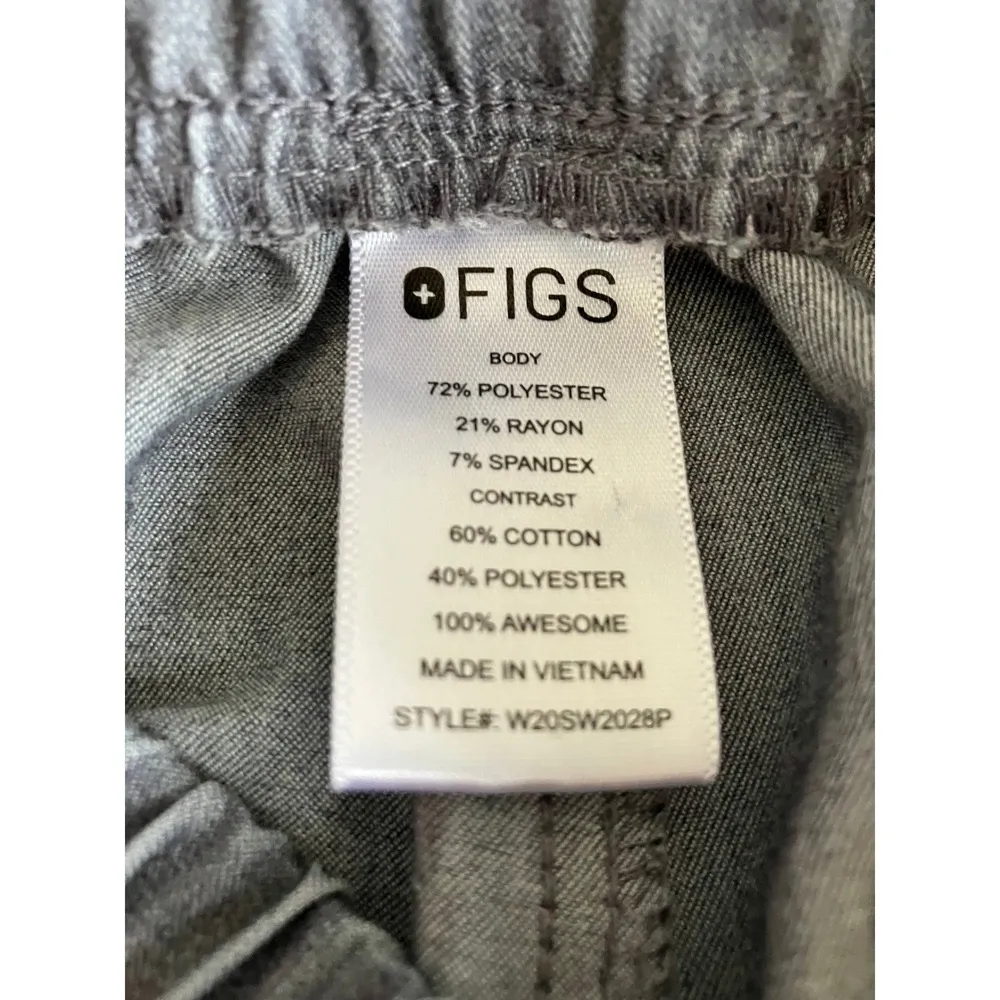 FIGS
BODY
72% POLYESTER
21% RAYON
7% SPANDEX
CONTRAST
60% COTTON
40% POLYESTER
100% AWESOME
MADE IN VIETNAM
STYLE#: W20SW2028P